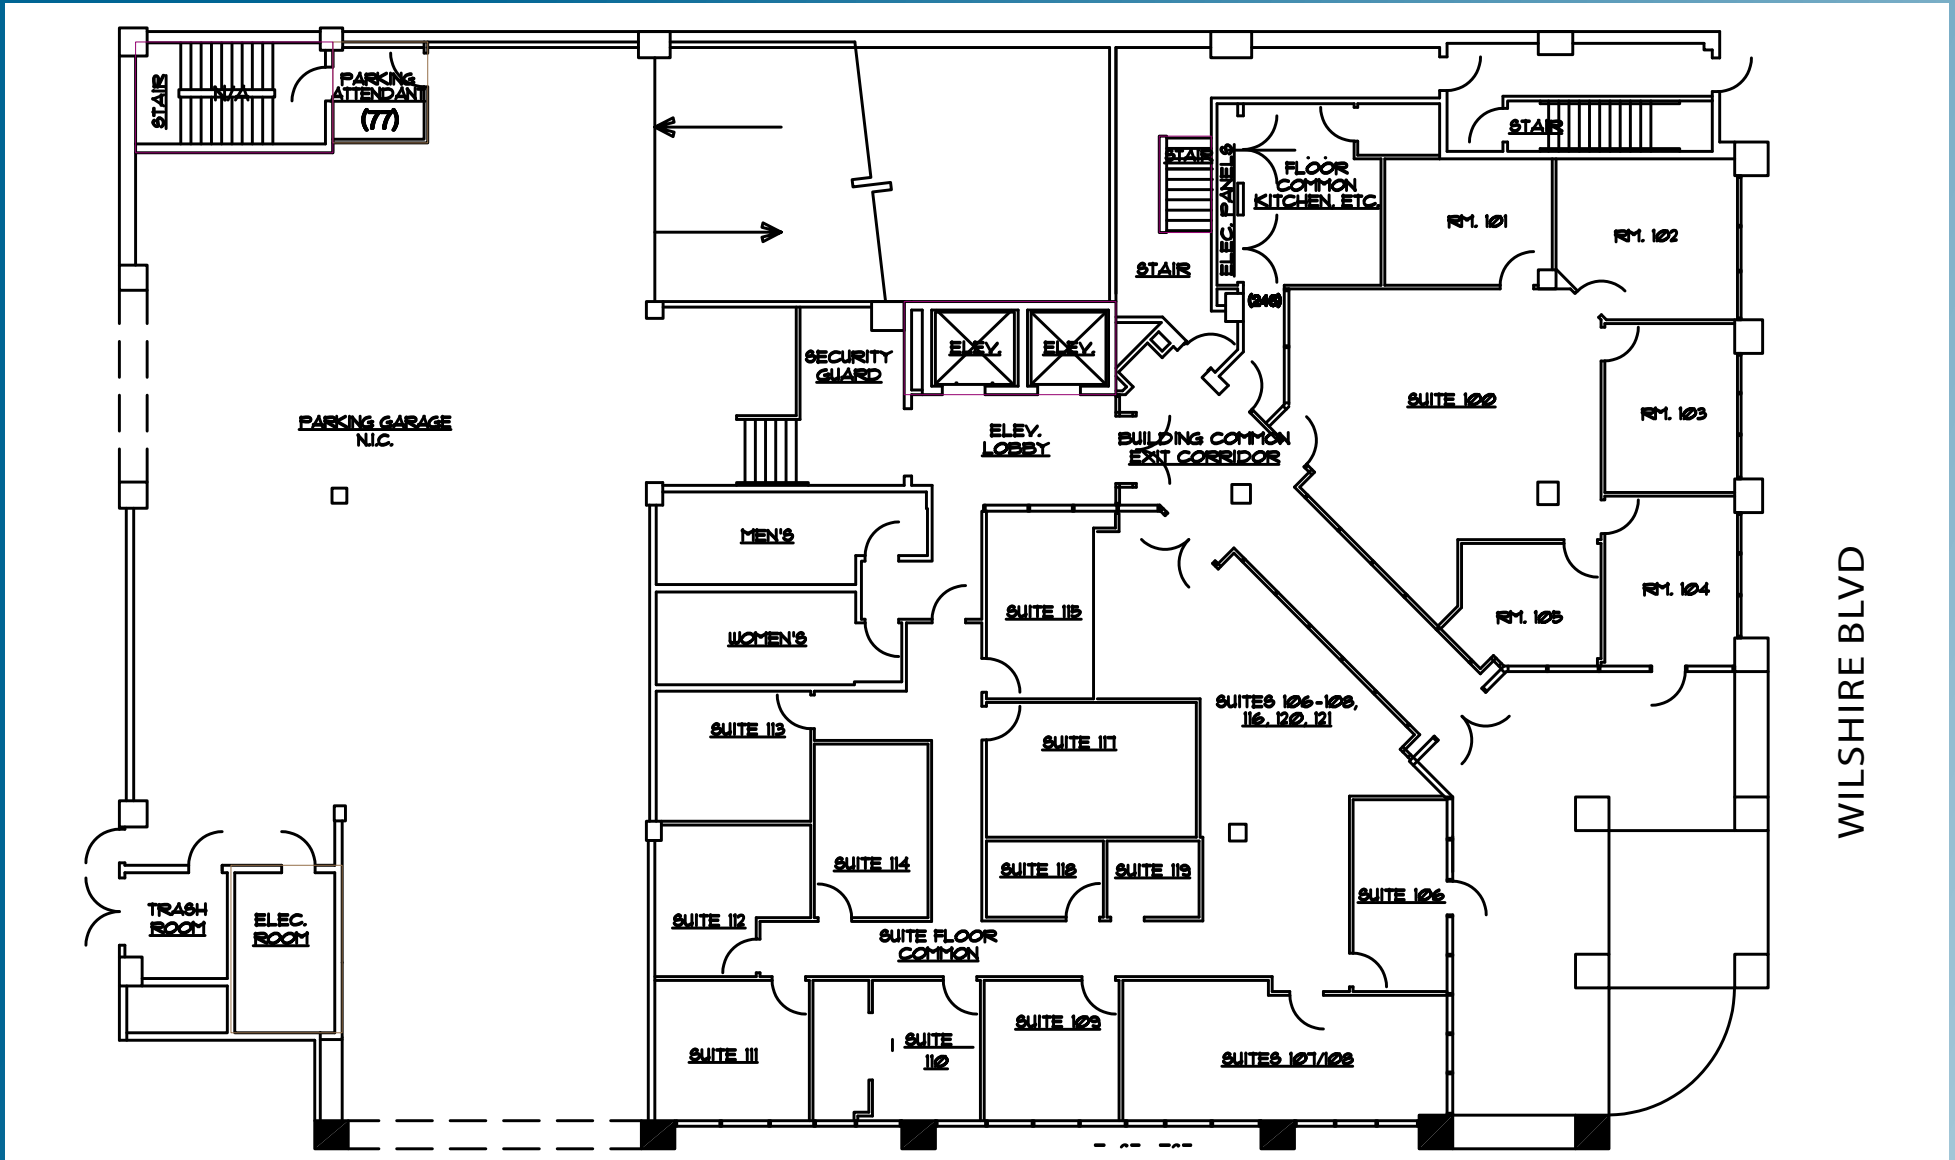 STAIR
N/A
PARKING
ATTENDANT
(77)
STAIR
ELEC. PANELS
FLOOR
COMMON
KITCHEN, ETC.
STAIR
STAIR
RM. 101
RM. 102
(246)
SECURITY
GUARD
ELEV.
ELEV.
PARKING GARAGE
N.I.C.
ELEV.
LOBBY
BUILDING COMMON
EXIT CORRIDOR
SUITE 100
RM. 103
MEN'S
WOMEN'S
SUITE 115
RM. 105
RM. 104
WILSHIRE BLVD
SUITE 113
SUITE 117
SUITES 106-108,
116, 120, 121
SUITE 114
SUITE 118
SUITE 119
SUITE 106
TRASH
ROOM
ELEC.
ROOM
SUITE 112
SUITE FLOOR
COMMON
SUITE 111
SUITE
110
SUITE 109
SUITES 107/108